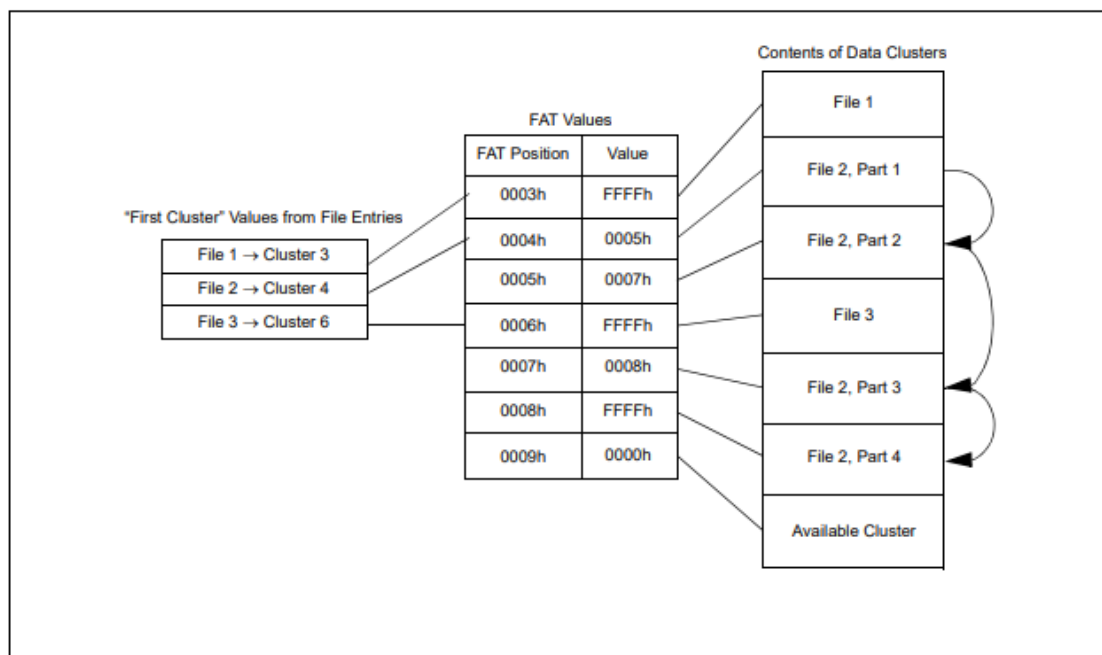 Contents of Data Clusters
File 1
File 2, Part 1
File 2, Part 2
File 3
File 2, Part 3
File 2, Part 4
Available Cluster
FAT Values
FAT Position Value
0003h FFFFh
0004h 0005h
0005h 0007h
0006h FFFFh
0007h 0008h
0008h FFFFh
0009h 0000h
"First Cluster" Values from File Entries
File 1 → Cluster 3
File 2 → Cluster 4
File 3 → Cluster 6